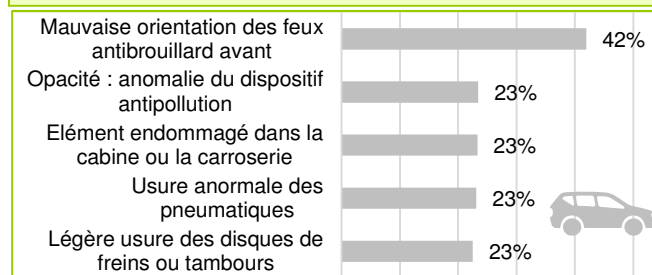 Mauvaise orientation des feux
antibrouillard avant
42%
Opacité : anomalie du dispositif
antipollution
23%
Elément endommagé dans la
cabine ou la carroserie
23%
Usure anormale des
pneumatiques
23%
Légère usure des disques de
freins ou tambours
23%